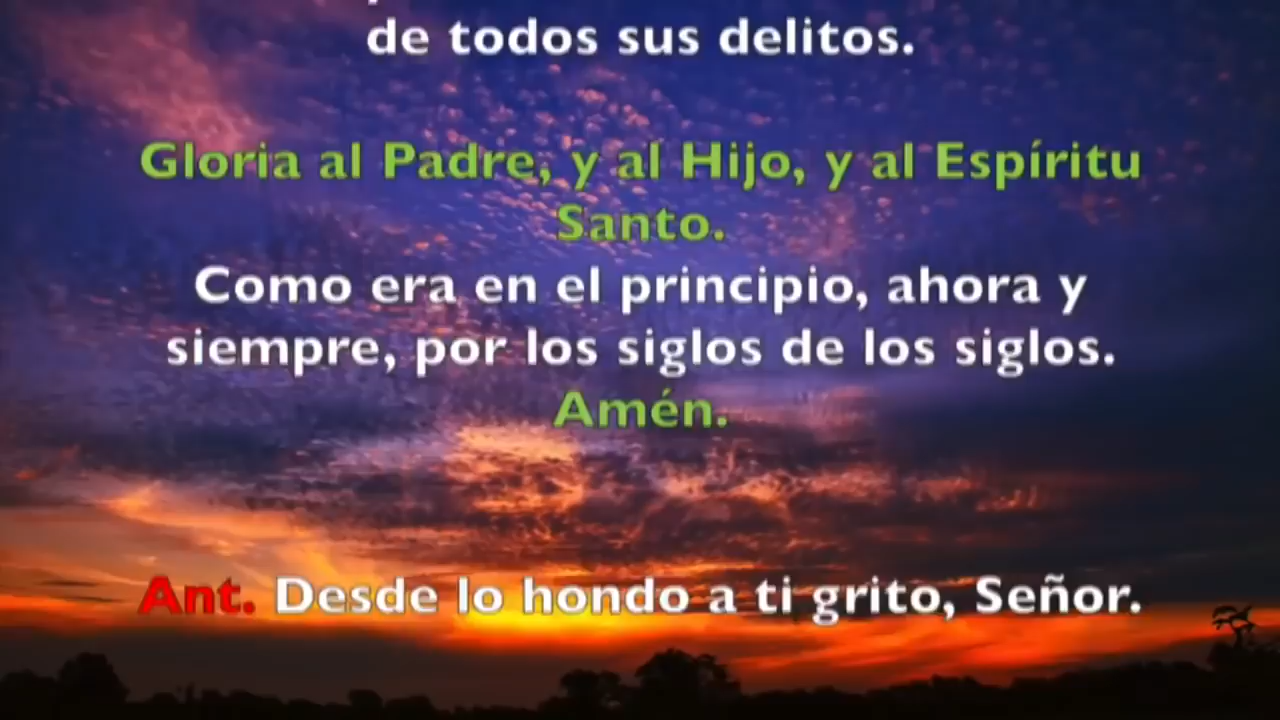 de todos sus delitos.
Gloria al Padre, y al Hijo, y al Espíritu
Santo.
Como era en el principio, ahora y
siempre, por los siglos de los siglos.
Amén.
Ant. Desde lo hondo a ti grito, Señor.